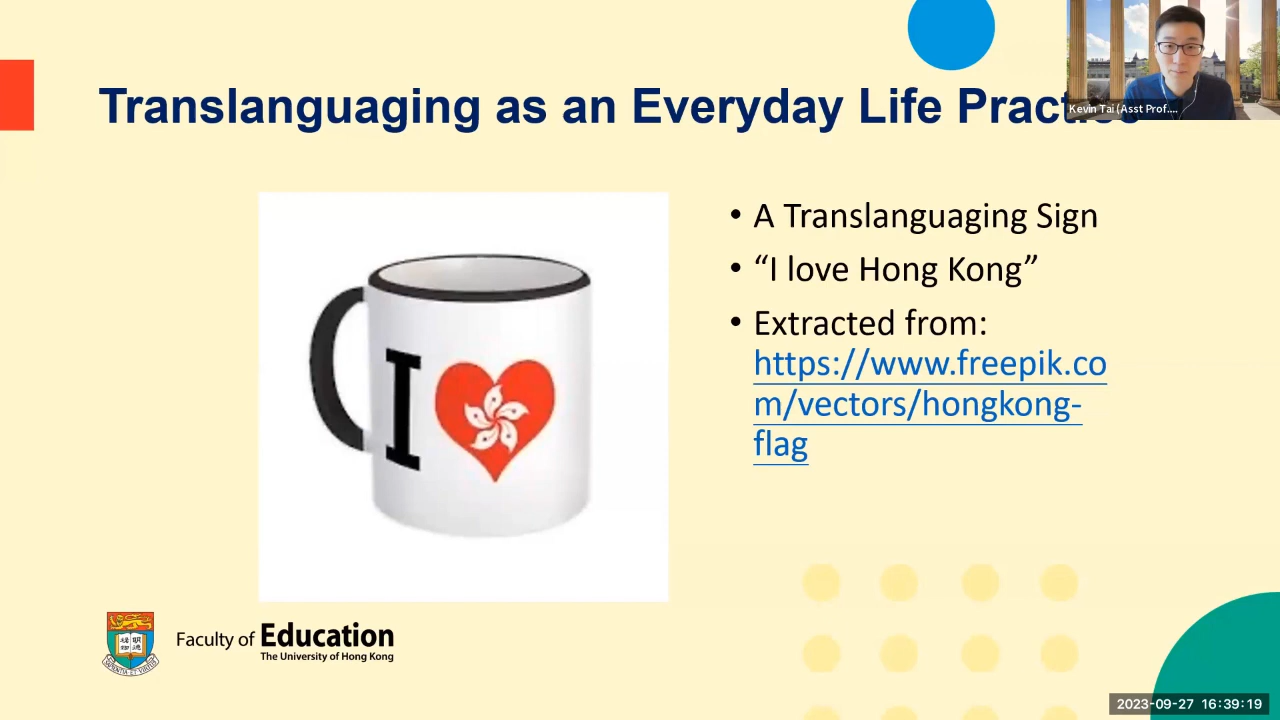 Translanguaging as an Everyday Life Practice
Kevin Tai (Asst Prof....
I
• A Translanguaging Sign
• “I love Hong Kong”
• Extracted from:
https://www.freepik.co
m/vectors/hongkong-
flag
Faculty of Education
The University of Hong Kong
2023-09-27 16:39:19